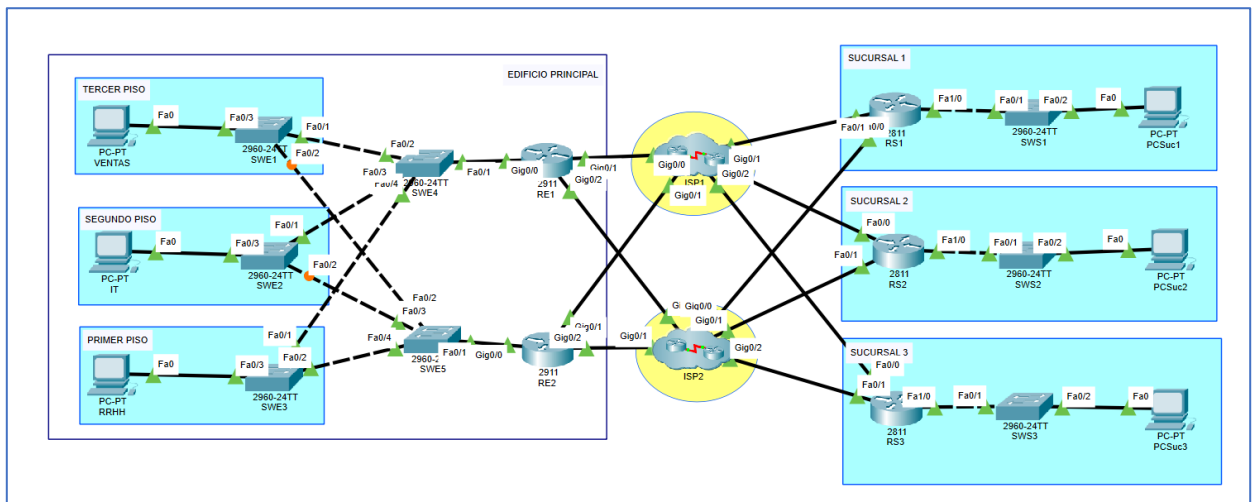 EDIFICIO PRINCIPAL
TERCER PISO
Fa0
Fa0/3
Fa0/1
Fa0/2
PC-PT
VENTAS
2960-24TT
SWE1
SEGUNDO PISO
Fa0
Fa0/3
Fa0/1
Fa0/2
PC-PT
IT
2960-24TT
SWE2
PRIMER PISO
Fa0
Fa0/3
Fa0/1
Fa0/2
PC-PT
RRHH
2960-24TT
SWE3
Fa0/2
Fa0/3
Fa0/4
Fa0/1
2960-24TT
SWE4
Fa0/2
Fa0/3
Fa0/4
Fa0/1
SWE5
Gig0/0
Gig0/1
Gig0/2
2911
RE1
Gig0/0
Gig0/1
Gig0/2
2911
RE2
Gig0/0
Gig0/1
Gig0/1
Gig0/2
ISP1
Gig0/0
Gig0/1
Gig0/1
Gig0/2
ISP2
SUCURSAL 1
Fa0/1
Fa1/0
2811
RS1
Fa0/1
Fa0/2
2960-24TT
SWS1
Fa0
PC-PT
PCSuc1
SUCURSAL 2
Fa0/0
Fa0/1
Fa1/0
2811
RS2
Fa0/1
Fa0/2
2960-24TT
SWS2
Fa0
PC-PT
PCSuc2
SUCURSAL 3
Fa0/0
Fa0/1
Fa1/0
2811
RS3
Fa0/1
Fa0/2
2960-24TT
SWS3
Fa0
PC-PT
PCSuc3